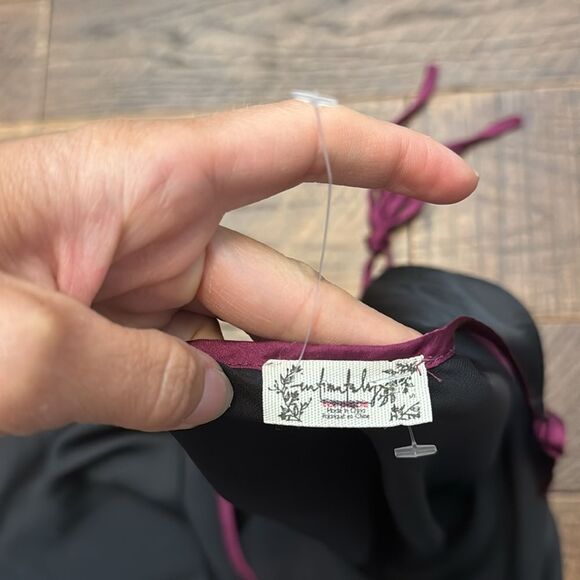 intimately
Made in China
Fabriqué en Chine
S